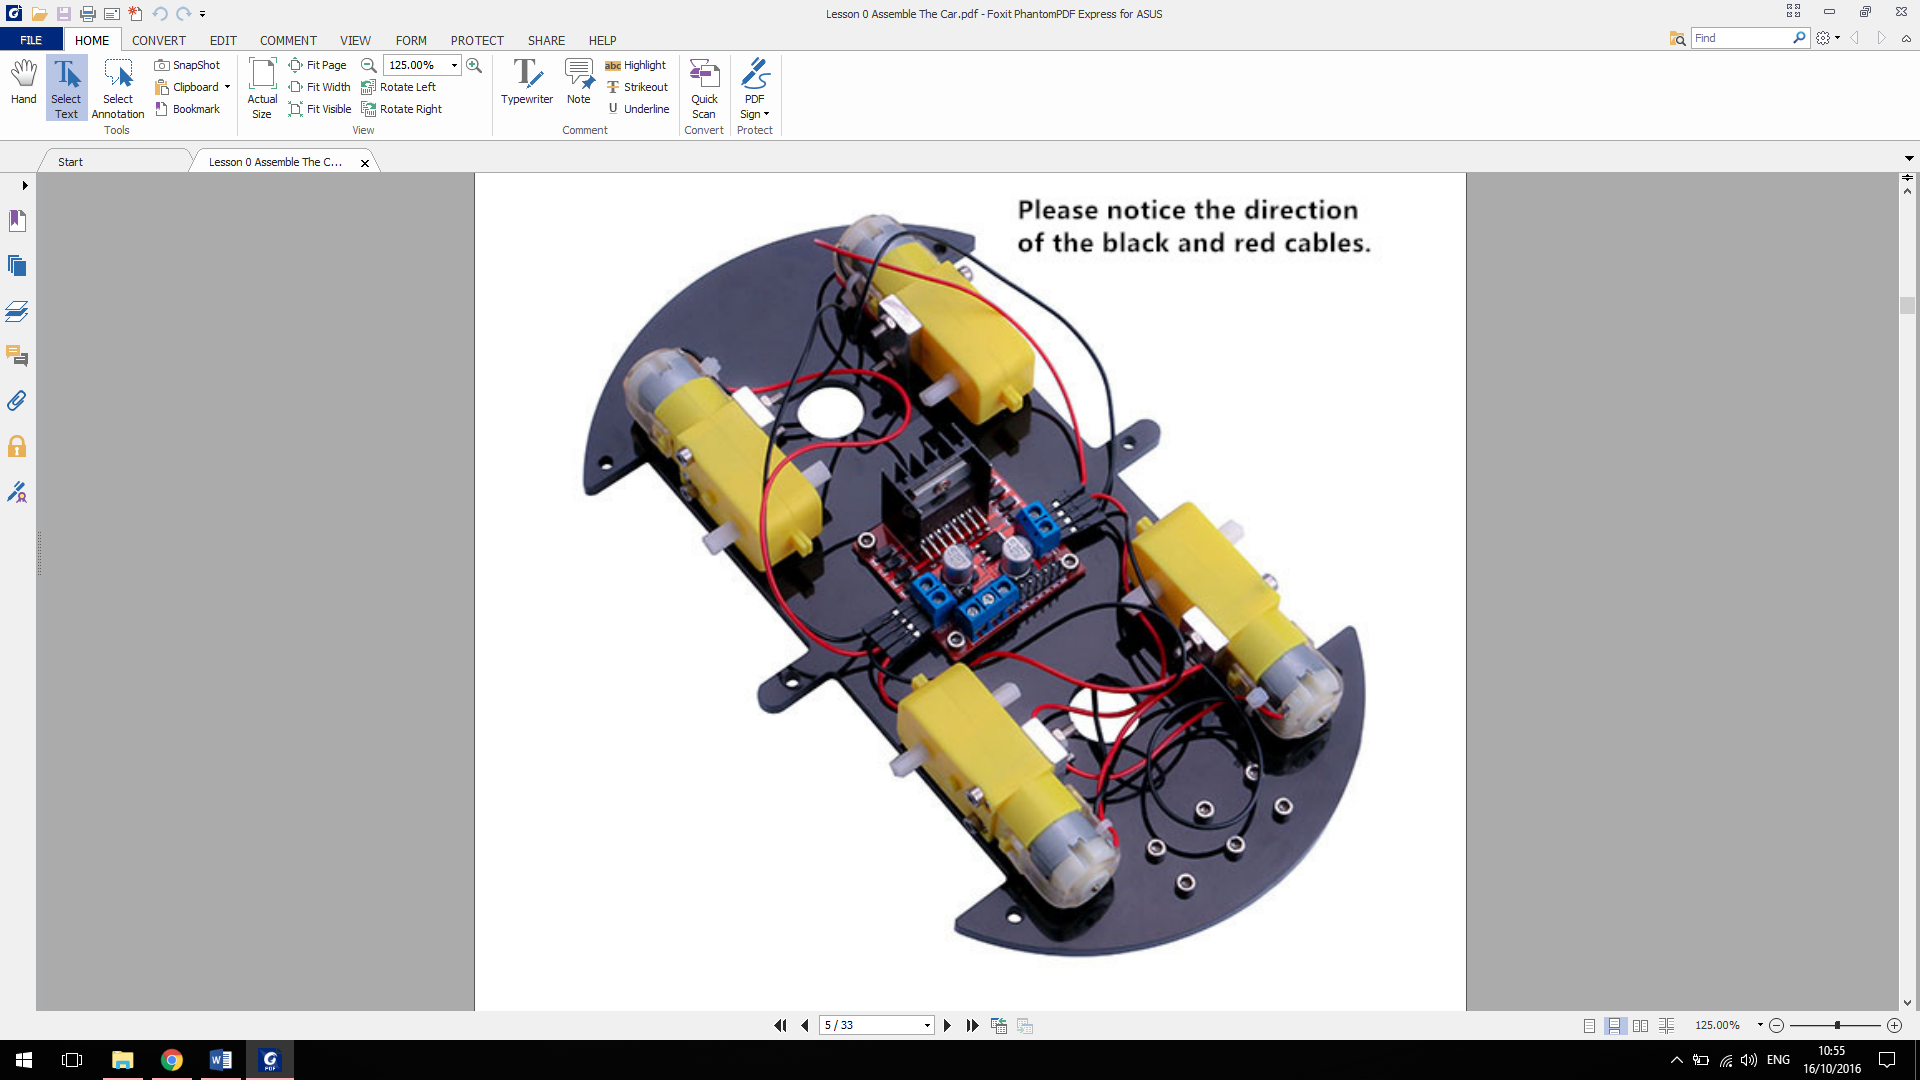 Lesson 0 Assemble The Car.pdf - Foxit PhantomPDF Express for ASUS
FILE HOME CONVERT EDIT COMMENT VIEW FORM PROTECT SHARE HELP
Find
Hand
Select
Text
Select
Annotation
SnapShot
Clipboard
Bookmark
Tools
Actual
Size
Fit Page
Fit Width
Fit Visible
125.00%
Rotate Left
Rotate Right
View
Typewriter
Note
abc Highlight
Strikeout
Underline
Comment
Quick
Scan
Convert
PDF
Sign
Protect
Start
Lesson 0 Assemble The C...
Please notice the direction
of the black and red cables.
5 / 33
125.00%
PDF
ENG
10:55
16/10/2016